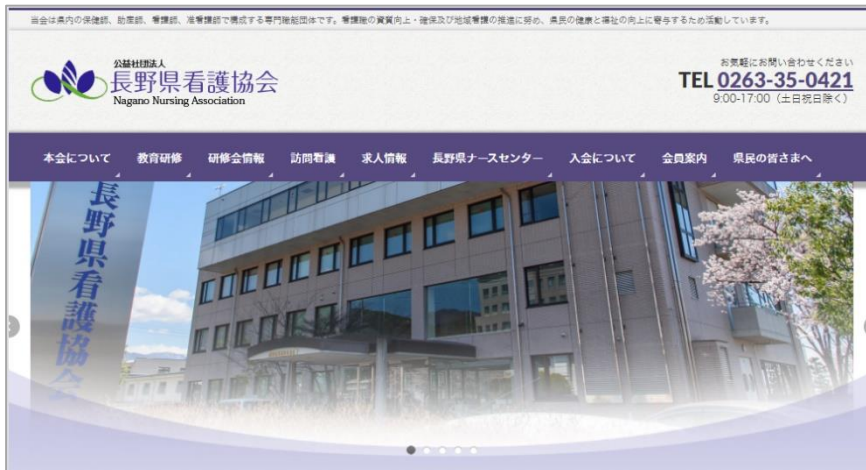 当会は県内の保健師、助産師、看護師、准看護師で構成する専門職能団体です。看護職の資質向上・確保及び地域看護の推進に努め、県民の健康と福祉の向上に寄与するため活動しています。
公益社団法人
長野県看護協会
Nagano Nursing Association
お気軽にお問い合わせください
TEL 0263-35-0421
9:00-17:00（土日祝日除く）
本会について 教育研修 研修会情報 訪問看護 求人情報 長野県ナースセンター 入会について 会員案内 県民の皆さまへ
長野県看護協会